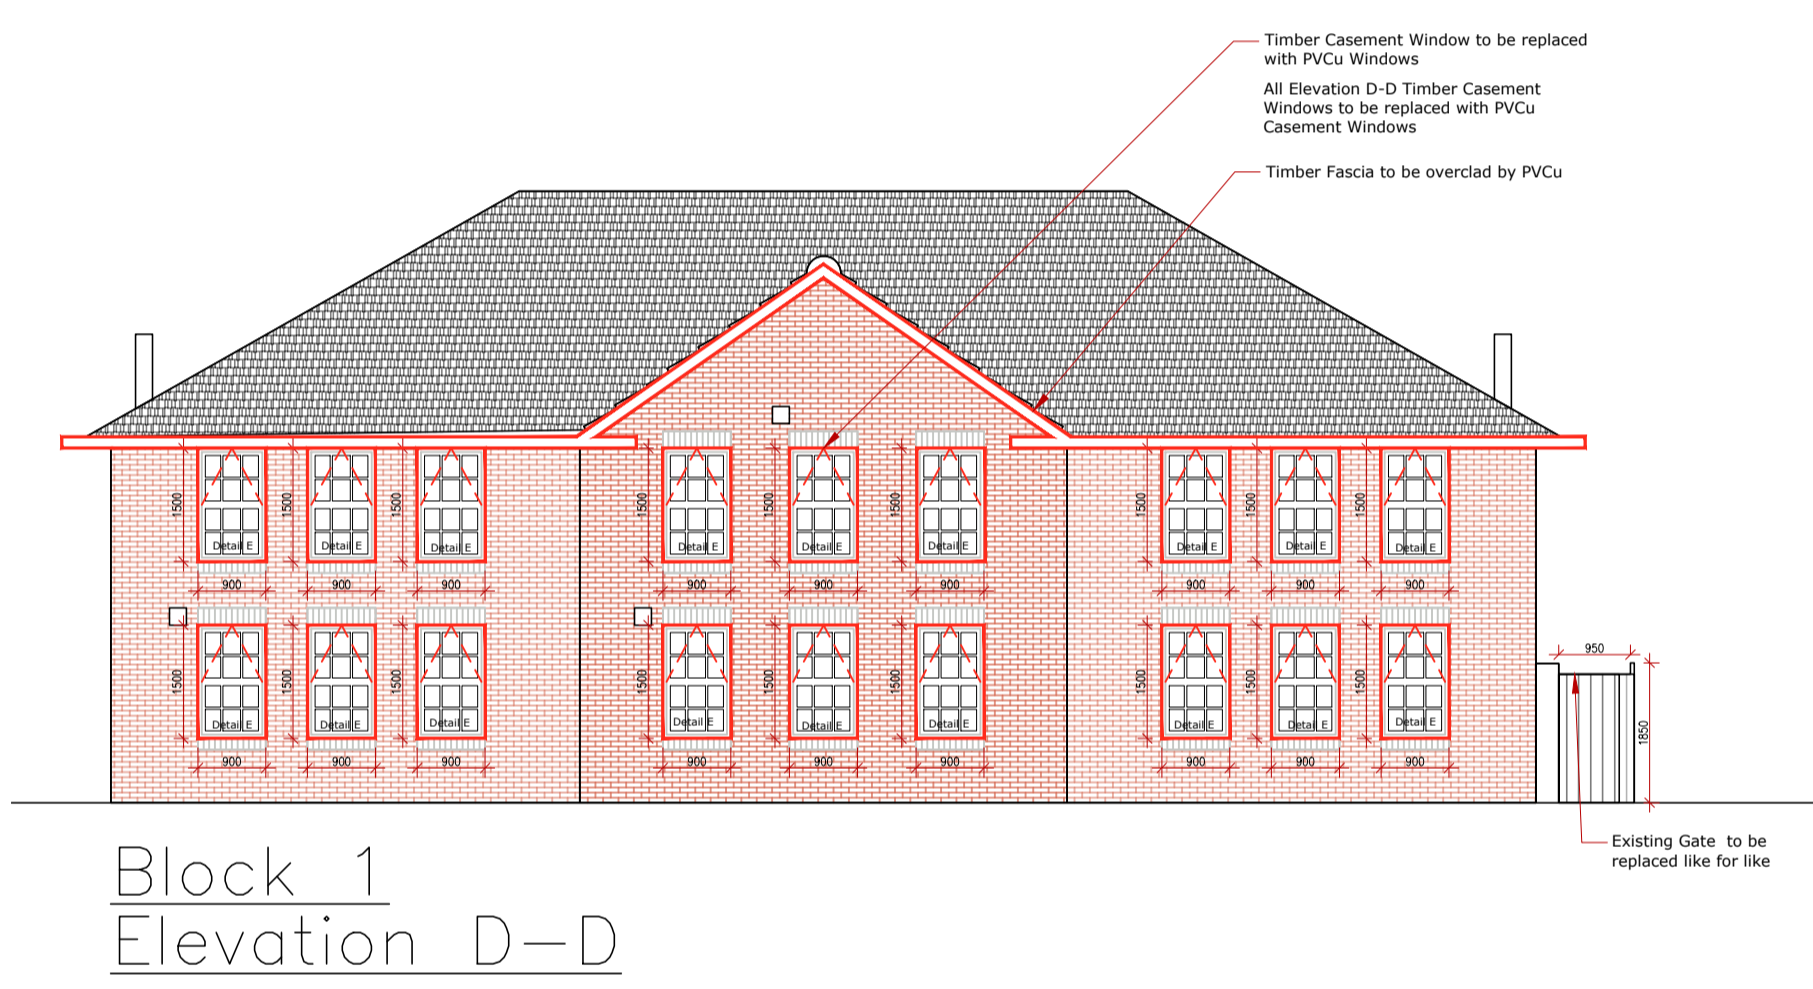 Timber Casement Window to be replaced
with PVCu Windows
All Elevation D-D Timber Casement
Windows to be replaced with PVCu
Casement Windows
Timber Fascia to be overclad by PVCu
1500 1500 1500 1500 1500 1500 1500 1500 1500
Detail E Detail E Detail E Detail E Detail E Detail E Detail E Detail E Detail E
900 900 900 900 900 900 900 900 900
950
1500 1500 1500 1500 1500 1500 1500 1500 1500
1850
Detail E Detail E Detail E Detail E Detail E Detail E Detail E Detail E Detail E
900 900 900 900 900 900 900 900 900
Existing Gate to be
replaced like for like
Block 1
Elevation D-D